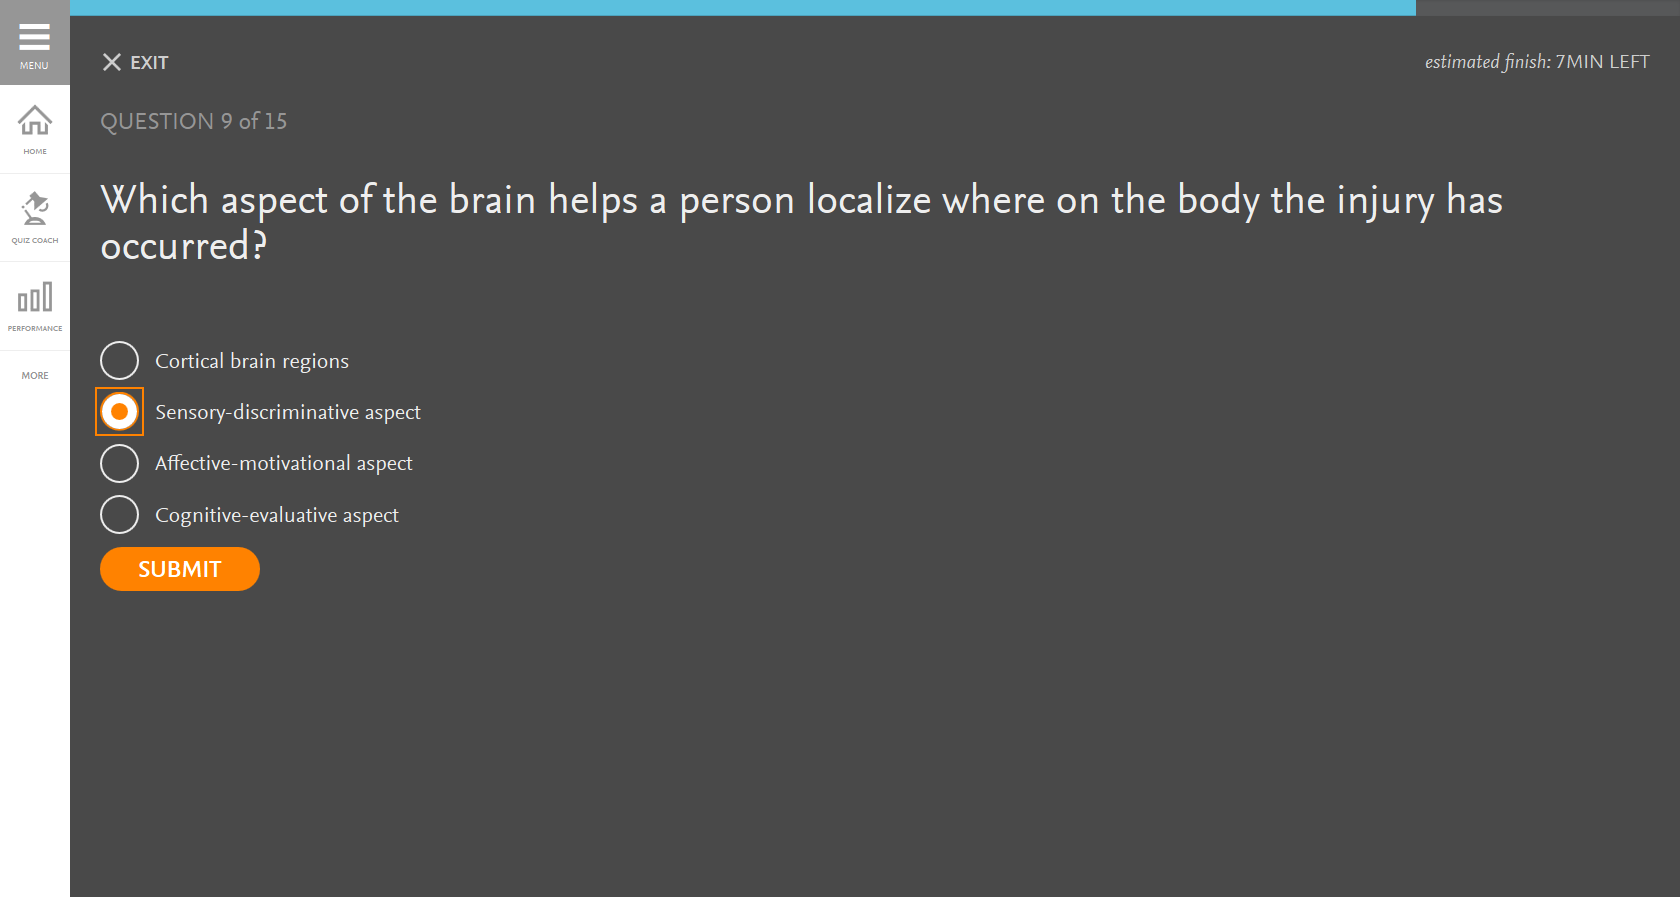 MENU
HOME
QUIZ COACH
PERFORMANCE
MORE
EXIT
estimated finish: 7MIN LEFT
QUESTION 9 of 15
Which aspect of the brain helps a person localize where on the body the injury has
occurred?
Cortical brain regions
Sensory-discriminative aspect
Affective-motivational aspect
Cognitive-evaluative aspect
SUBMIT